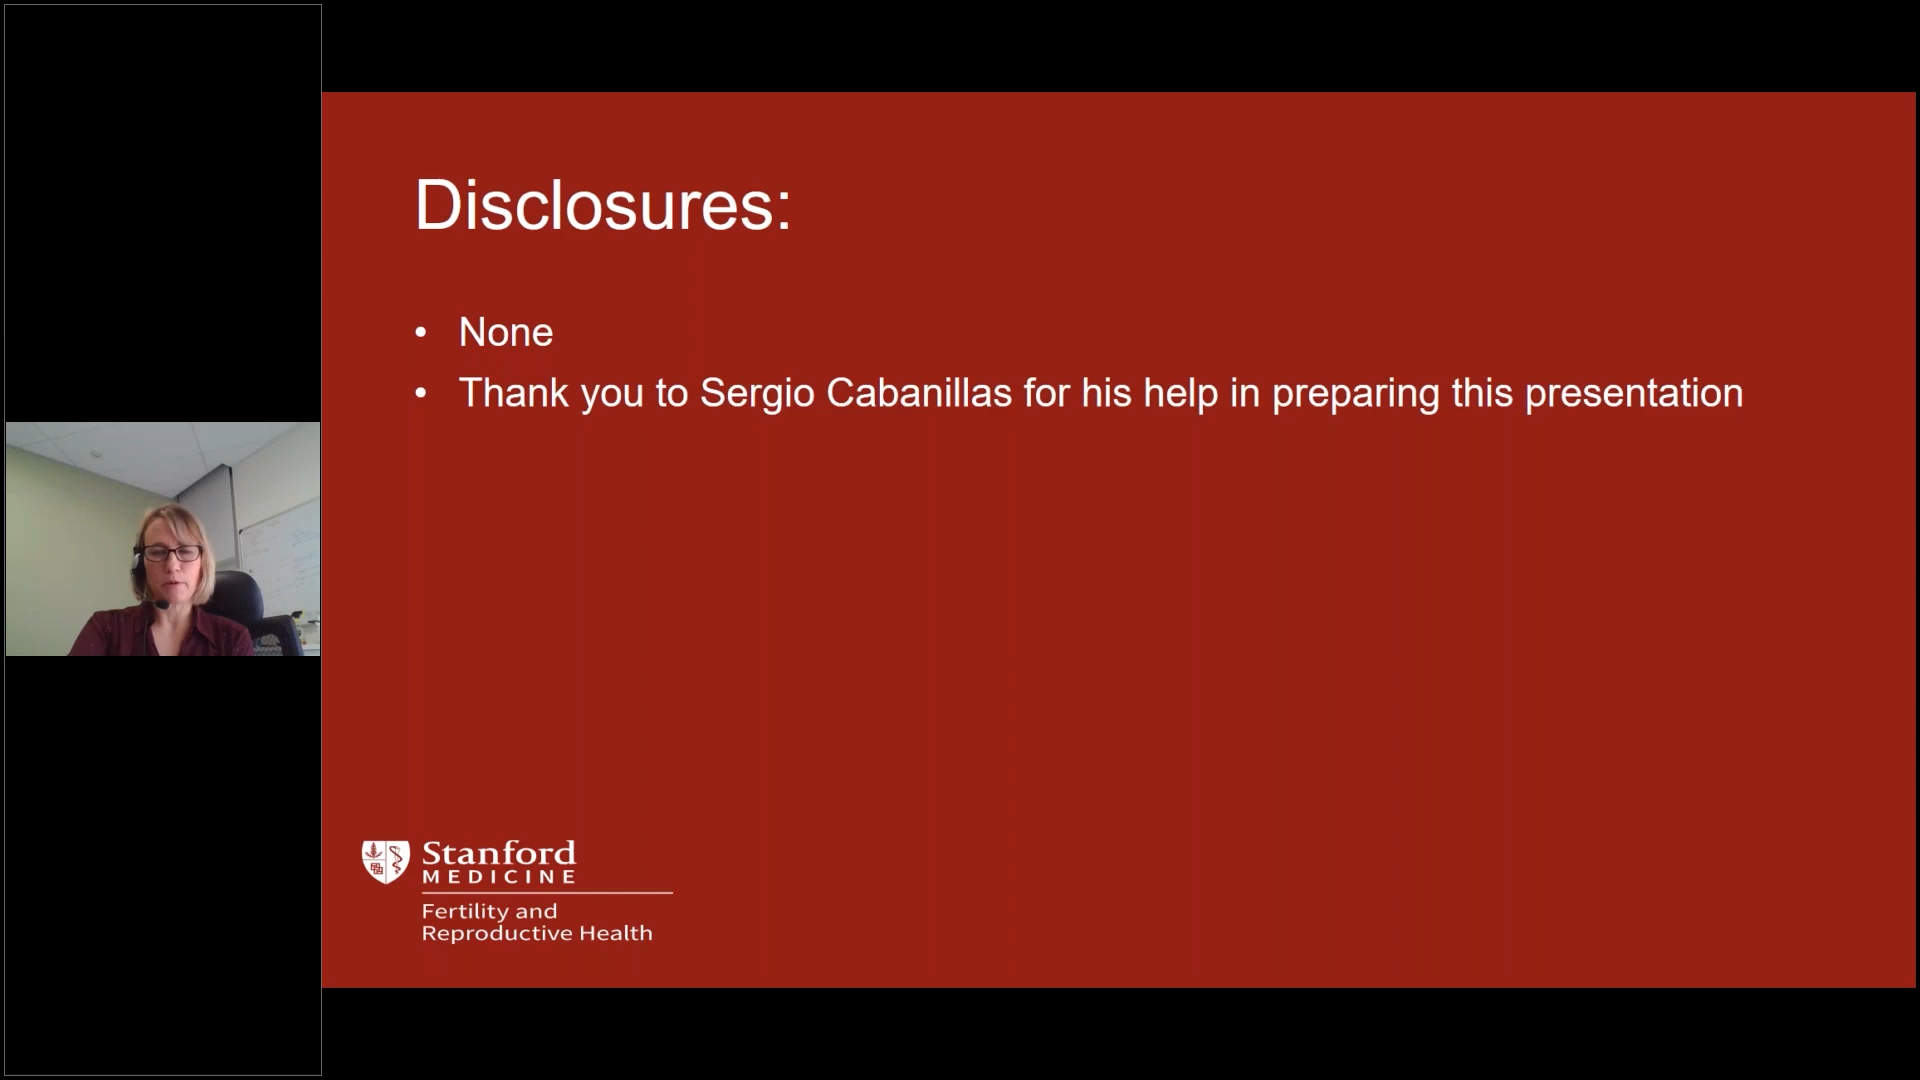 Disclosures:
• None
• Thank you to Sergio Cabanillas for his help in preparing this presentation
Stanford
MEDICINE
Fertility and
Reproductive Health